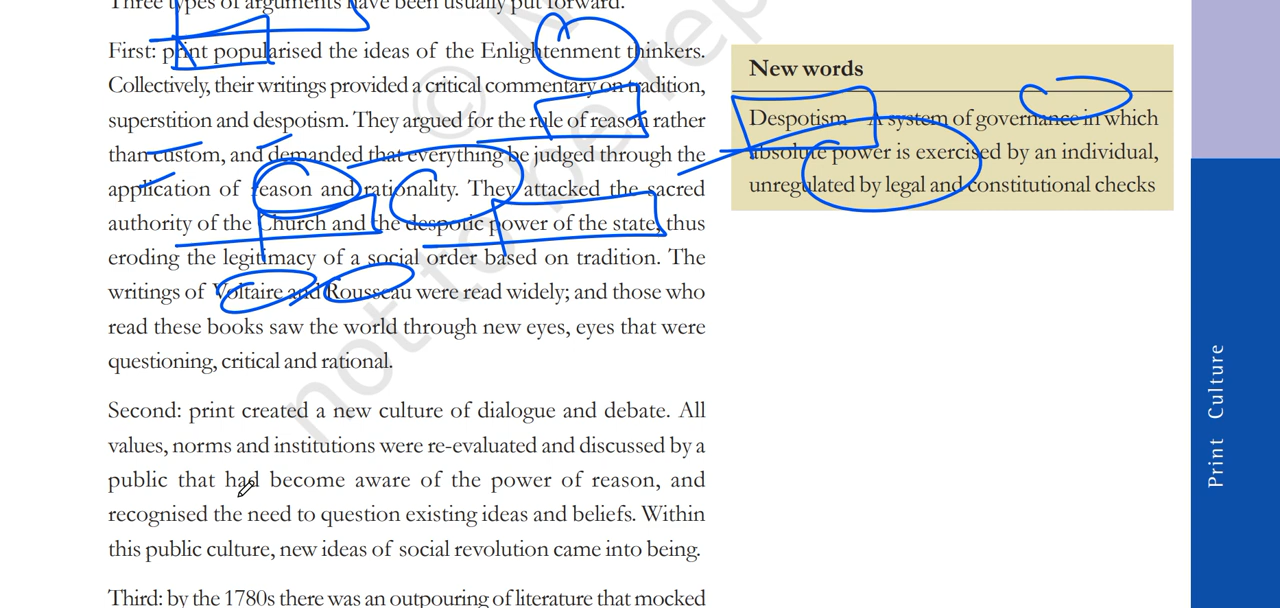 Three types of arguments have been usually put forward.
First: print popularised the ideas of the Enlightenment thinkers.
Collectively, their writings provided a critical commentary on tradition,
superstition and despotism. They argued for the rule of reason rather
than custom, and demanded that everything be judged through the
application of reason and rationality. They attacked the sacred
authority of the Church and the despotic power of the state, thus
eroding the legitimacy of a social order based on tradition. The
writings of Voltaire and Rousseau were read widely; and those who
read these books saw the world through new eyes, eyes that were
questioning, critical and rational.
Second: print created a new culture of dialogue and debate. All
values, norms and institutions were re-evaluated and discussed by a
public that had become aware of the power of reason, and
recognised the need to question existing ideas and beliefs. Within
this public culture, new ideas of social revolution came into being.
Third: by the 1780s there was an outpouring of literature that mocked
New words
Despotism – A system of governance in which
absolute power is exercised by an individual,
unregulated by legal and constitutional checks
Print Culture
© N
not to be rep